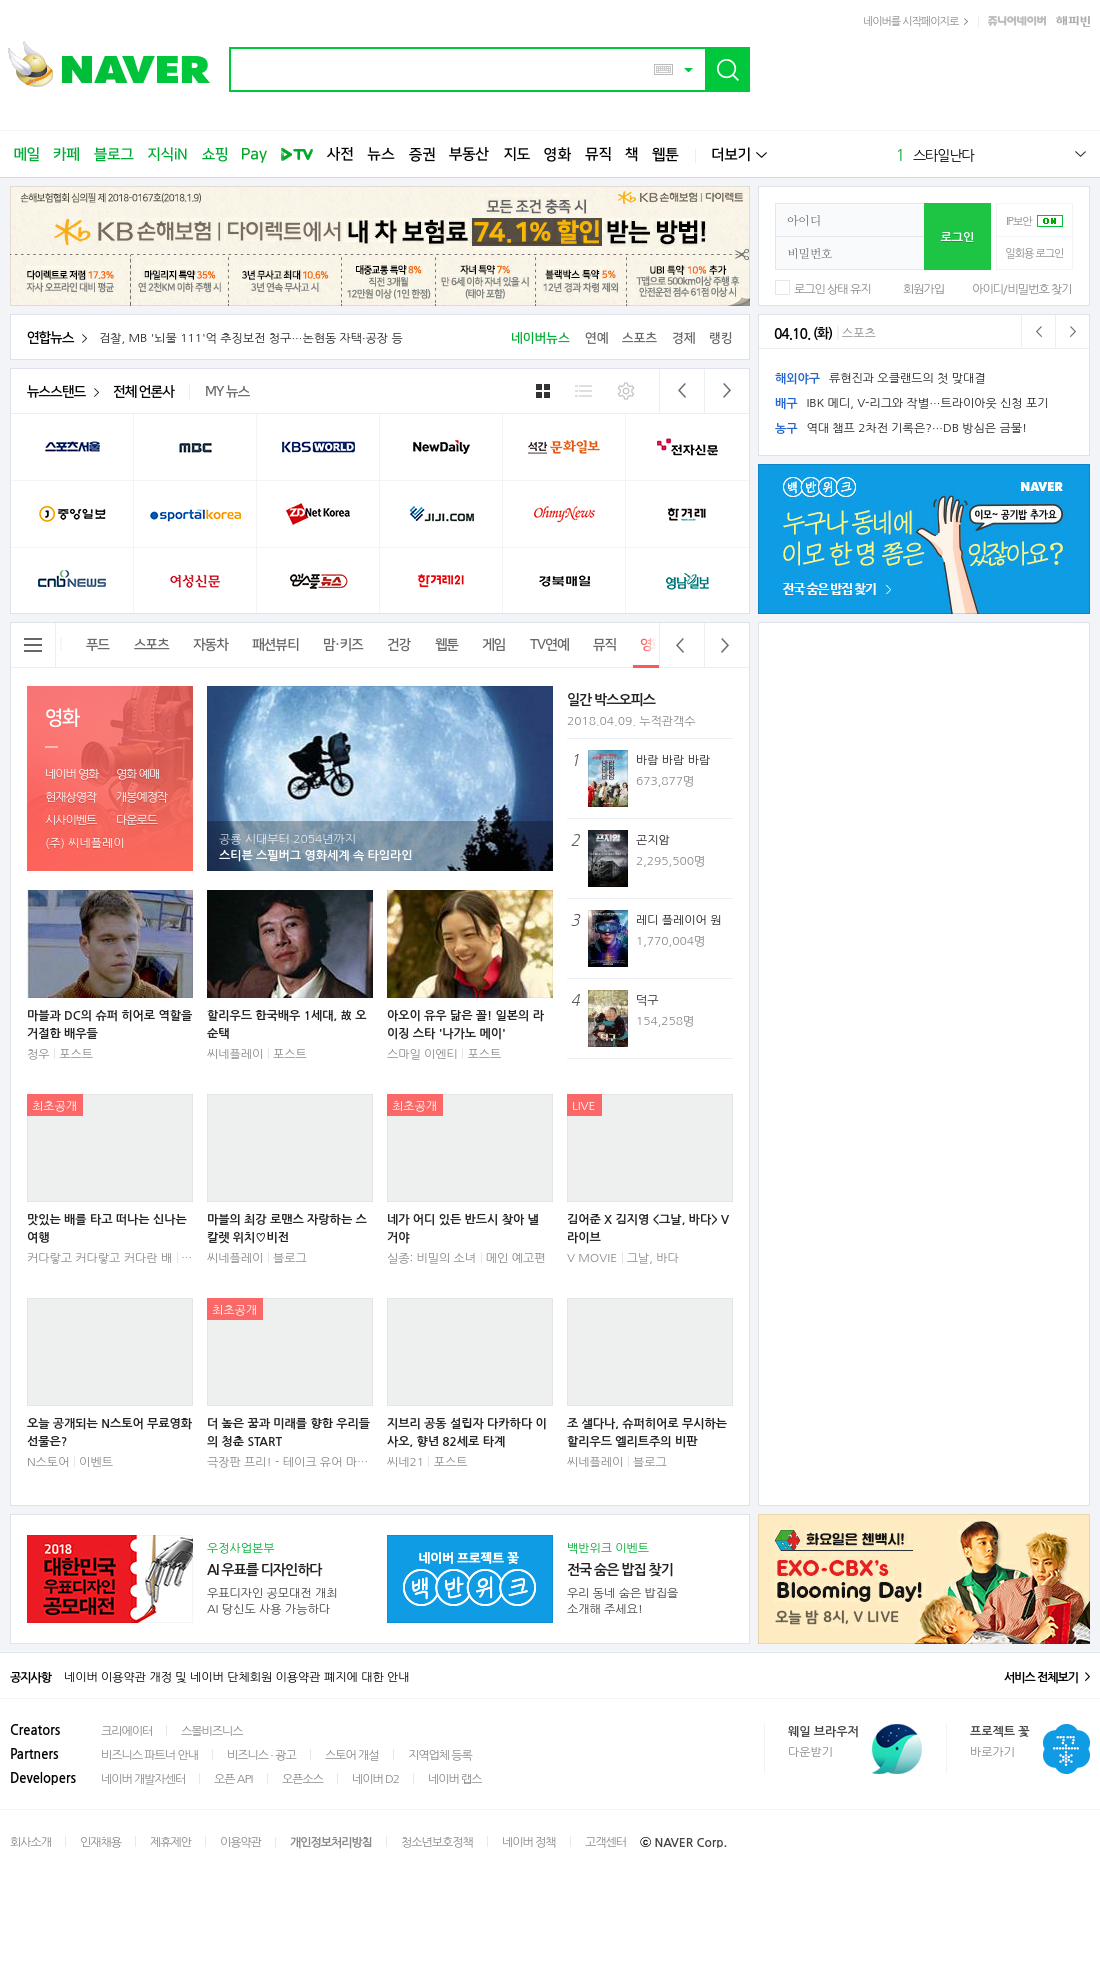 네이버를 시작페이지로
쥬니어네이버 해피빈
NAVER
메일 카페 블로그 지식iN 쇼핑 Pay TV 사전 뉴스 증권 부동산 지도 영화 뮤직 책 웹툰 더보기
1 스타일난다
손해보험협회 심의필 제 2018-0167호(2018.1.9)
KB손해보험 다이렉트
모든 조건 충족 시
KB손해보험 | 다이렉트에서 내 차 보험료 74.1% 할인 받는 방법!
다이렉트로 저렴 17.3%
자사 오프라인 대비 평균
마일리지 특약 35%
연 2천KM 이하 주행 시
3년 무사고 최대 10.6%
3년 연속 무사고 시
대중교통 특약 8%
직전 3개월
12만원 이상 (1인 한정)
자녀 특약 7%
만 6세 이하 자녀 있을 시
(태아 포함)
블랙박스 특약 5%
12년 경과 차량 제외
UBI 특약 10% 추가
T맵으로 500km이상 주행 후
안전운전 점수 61점 이상 시
아이디
비밀번호
로그인
IP보안 ON
일회용 로그인
로그인 상태 유지
회원가입
아이디/비밀번호 찾기
연합뉴스
검찰, MB '뇌물 111'억 추징보전 청구…논현동 자택·공장 등
네이버뉴스 연예 스포츠 경제 랭킹
04.10. (화) 스포츠
해외야구 류현진과 오클랜드의 첫 맞대결
배구 IBK 메디, V-리그와 작별…트라이아웃 신청 포기
농구 역대 챔프 2차전 기록은?…DB 방심은 금물!
뉴스스탠드 전체 언론사 MY 뉴스
스포츠서울 MBC KBS WORLD NewDaily 석간 문화일보 전자신문
중앙일보 sportalkorea ZDNet Korea JIJI.COM OhmyNews 한겨레
cnbNEWS 여성신문 맨스플뉴스 한겨레21 경북매일 영남일보
백반위크
NAVER
누구나 동네에
이모 한 명 쯤은 있잖아요?
이모~ 공기밥 추가요
전국 숨은 밥집 찾기
푸드 스포츠 자동차 패션뷰티 맘·키즈 건강 웹툰 게임 TV연예 뮤직 영
영화
네이버 영화 영화 예매
현재상영작 개봉예정작
시사이벤트 다운로드
(주) 씨네플레이
공룡 시대부터 2054년까지
스티븐 스필버그 영화세계 속 타임라인
일간 박스오피스
2018.04.09. 누적관객수
1 바람 바람 바람
673,877명
2 곤지암
2,295,500명
3 레디 플레이어 원
1,770,004명
4 덕구
154,258명
마블과 DC의 슈퍼 히어로 역할을
거절한 배우들
청우 포스트
할리우드 한국배우 1세대, 故 오
순택
씨네플레이 포스트
아오이 유우 닮은 꼴! 일본의 라
이징 스타 '나가노 메이'
스마일 이엔티 포스트
최초공개
맛있는 배를 타고 떠나는 신나는
여행
커다랗고 커다랗고 커다란 배 …
마블의 최강 로맨스 자랑하는 스
칼렛 위치♡비전
씨네플레이 블로그
최초공개
네가 어디 있든 반드시 찾아 낼
거야
실종: 비밀의 소녀 메인 예고편
LIVE
김어준 X 김지영 <그날, 바다> V
라이브
V MOVIE 그날, 바다
오늘 공개되는 N스토어 무료영화
선물은?
N스토어 이벤트
최초공개
더 높은 꿈과 미래를 향한 우리들
의 청춘 START
극장판 프리! - 테이크 유어 마…
지브리 공동 설립자 다카하다 이
사오, 향년 82세로 타계
씨네21 포스트
조 샐다나, 슈퍼히어로 무시하는
할리우드 엘리트주의 비판
씨네플레이 블로그
2018
대한민국
우표디자인
공모대전
우정사업본부
AI 우표를 디자인하다
우표디자인 공모대전 개최
AI 당신도 사용 가능하다
네이버 프로젝트 꽃
백반위크
백반위크 이벤트
전국 숨은 밥집 찾기
우리 동네 숨은 밥집을
소개해 주세요!
화요일은 첸백시!
EXO-CBX's
Blooming Day!
오늘 밤 8시, V LIVE
공지사항 네이버 이용약관 개정 및 네이버 단체회원 이용약관 폐지에 대한 안내
서비스 전체보기
Creators 크리에이터 스몰비즈니스
Partners 비즈니스 파트너 안내 비즈니스 · 광고 스토어 개설 지역업체 등록
Developers 네이버 개발자센터 오픈 API 오픈소스 네이버 D2 네이버 랩스
웨일 브라우저
다운받기
프로젝트 꽃
바로가기
회사소개 인재채용 제휴제안 이용약관 개인정보처리방침 청소년보호정책 네이버 정책 고객센터 ⓒ NAVER Corp.